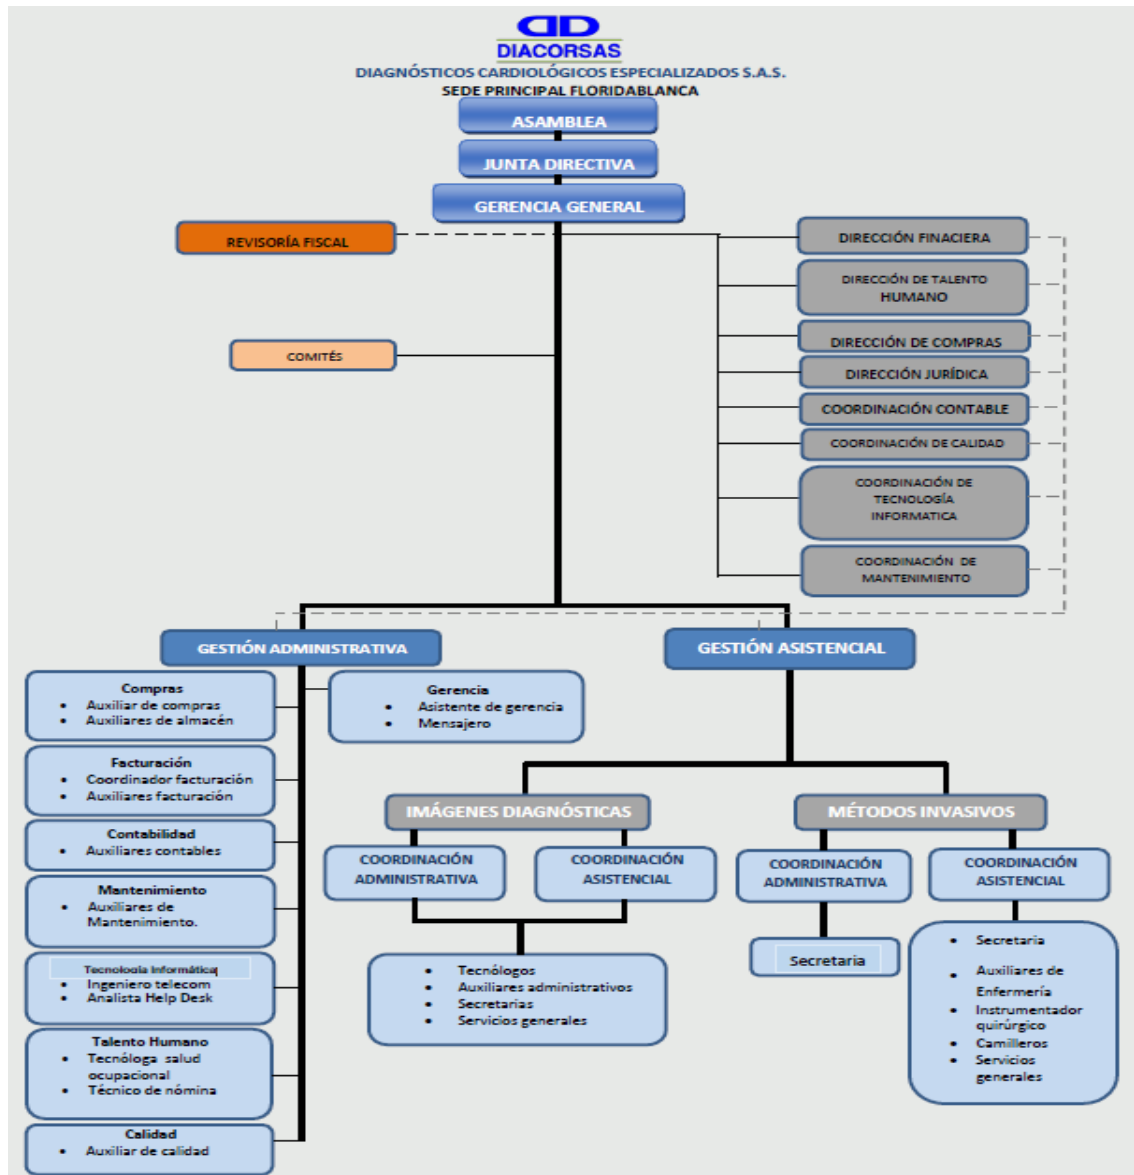 DIACORSAS
DIAGNÓSTICOS CARDIOLÓGICOS ESPECIALIZADOS S.A.S.
SEDE PRINCIPAL FLORIDABLANCA
ASAMBLEA
JUNTA DIRECTIVA
GERENCIA GENERAL
REVISORÍA FISCAL
COMITÉS
DIRECCIÓN FINACIERA
DIRECCIÓN DE TALENTO
HUMANO
DIRECCIÓN DE COMPRAS
DIRECCIÓN JURÍDICA
COORDINACIÓN CONTABLE
COORDINACIÓN DE CALIDAD
COORDINACIÓN DE
TECNOLOGÍA
INFORMATICA
COORDINACIÓN DE
MANTENIMIENTO
GESTIÓN ADMINISTRATIVA
GESTIÓN ASISTENCIAL
Compras
• Auxiliar de compras
• Auxiliares de almacén
Gerencia
• Asistente de gerencia
• Mensajero
Facturación
• Coordinador facturación
• Auxiliares facturación
Contabilidad
• Auxiliares contables
Mantenimiento
• Auxiliares de
Mantenimiento.
Tecnología Informática
• Ingeniero telecom
• Analista Help Desk
Talento Humano
• Tecnóloga salud
ocupacional
• Técnico de nómina
Calidad
• Auxiliar de calidad
IMÁGENES DIAGNÓSTICAS
COORDINACIÓN
ADMINISTRATIVA
COORDINACIÓN
ASISTENCIAL
• Tecnólogos
• Auxiliares administrativos
• Secretarias
• Servicios generales
MÉTODOS INVASIVOS
COORDINACIÓN
ADMINISTRATIVA
COORDINACIÓN
ASISTENCIAL
Secretaria
• Secretaria
• Auxiliares de
Enfermería
• Instrumentador
quirúrgico
• Camilleros
• Servicios
generales